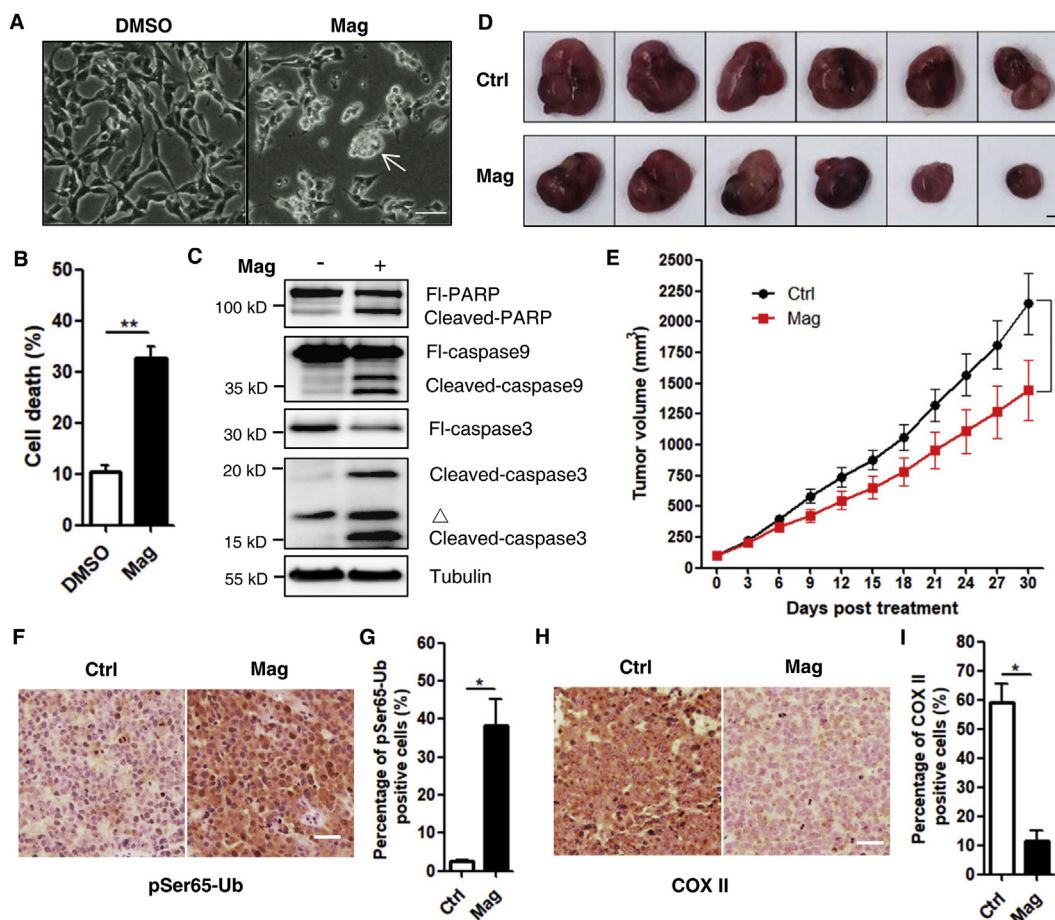 A
DMSO
Mag
B
Cell death (%)
50
40
30
20
10
0
**
DMSO
Mag
C
Mag
-
+
100 kD
Fl-PARP
Cleaved-PARP
Fl-caspase9
35 kD
Cleaved-caspase9
30 kD
Fl-caspase3
20 kD
Cleaved-caspase3
△
15 kD
Cleaved-caspase3
55 kD
Tubulin
D
Ctrl
Mag
E
Tumor volume (mm³)
2500
2250
2000
1750
1500
1250
1000
750
500
250
0
Ctrl
Mag
0 3 6 9 12 15 18 21 24 27 30
Days post treatment
F
Ctrl
Mag
pSer65-Ub
G
Percentage of pSer65-Ub
positive cells (%)
60
50
40
30
20
10
0
*
Ctrl
Mag
H
Ctrl
Mag
COX II
I
Percentage of COX II
positive cells (%)
80
70
60
50
40
30
20
10
0
*
Ctrl
Mag